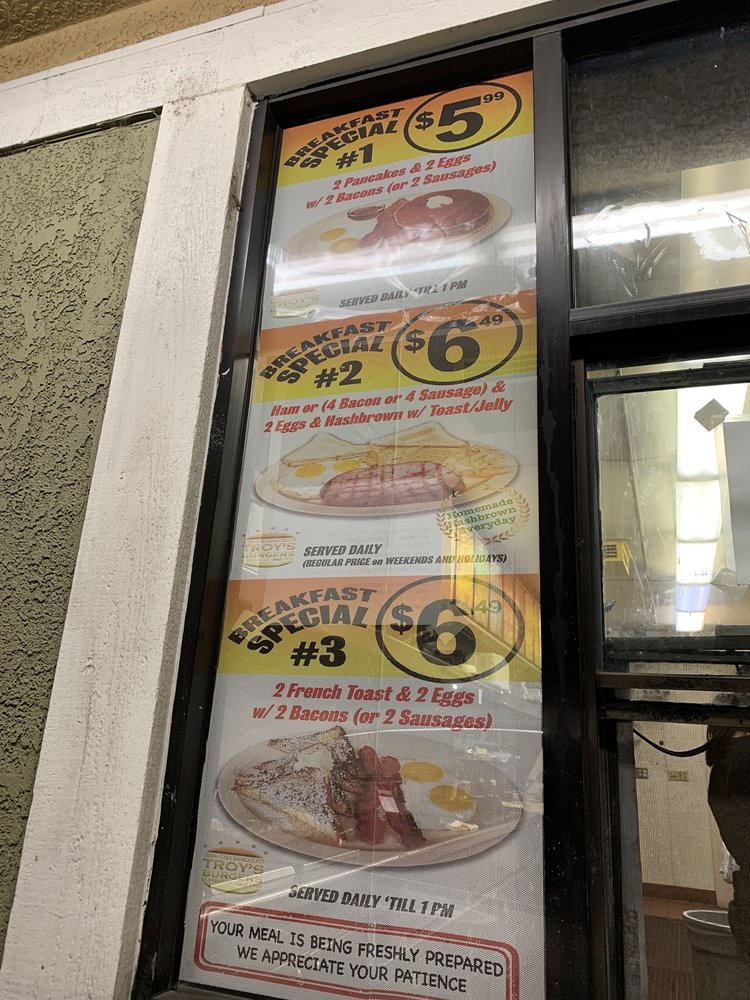 BREAKFAST
SPECIAL
#1
$5.99
2 Pancakes & 2 Eggs
w/ 2 Bacons (or 2 Sausages)
SERVED DAILY 'TILL 1 PM
BREAKFAST
SPECIAL
#2
$6.49
Ham or (4 Bacon or 4 Sausage) &
2 Eggs & Hashbrown w/ Toast/Jelly
Homemade
Hashbrown
Everyday
TROY'S
BURGERS
SERVED DAILY
(REGULAR PRICE on WEEKENDS AND HOLIDAYS)
BREAKFAST
SPECIAL
#3
$6.49
2 French Toast & 2 Eggs
w/ 2 Bacons (or 2 Sausages)
TROY'S
BURGERS
SERVED DAILY 'TILL 1 PM
YOUR MEAL IS BEING FRESHLY PREPARED
WE APPRECIATE YOUR PATIENCE